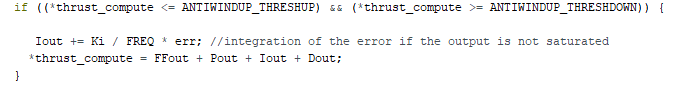 if ((*thrust_compute <= ANTIWINDUP_THRESHUP) && (*thrust_compute >= ANTIWINDUP_THRESHDOWN)) {
Iout += Ki / FREQ * err; //integration of the error if the output is not saturated
*thrust_compute = FFout + Pout + Iout + Dout;
}